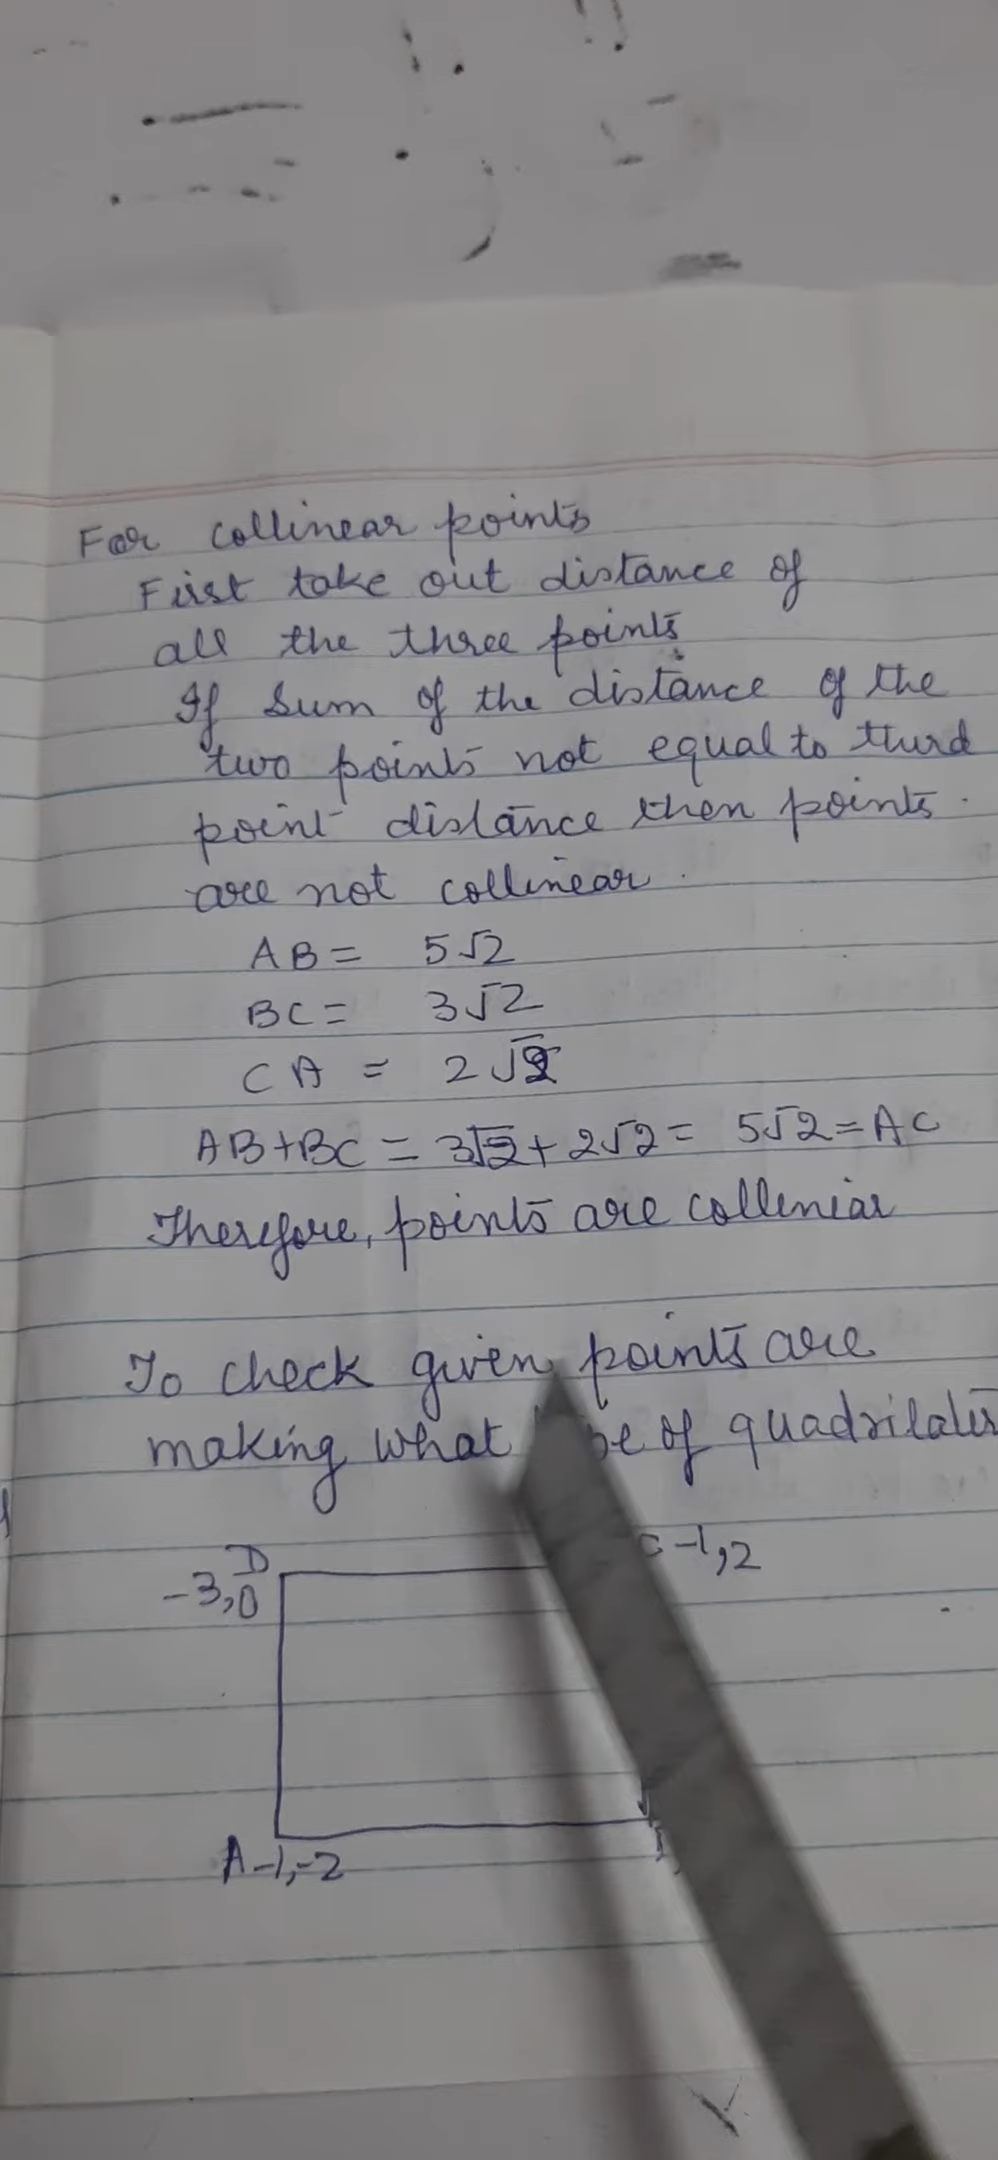 For collinear points
First take out distance of
all the three points
If Sum of the distance of the
two points not equal to third
point distance then points
are not collinear.
AB = 5√2
BC = 3√2
CA = 2√2
AB+BC = 3√2 + 2√2 = 5√2 = AC
Therefore, points are colleniar
To check given points are
making what of
D C -1,2
-3,0
A -1,-2